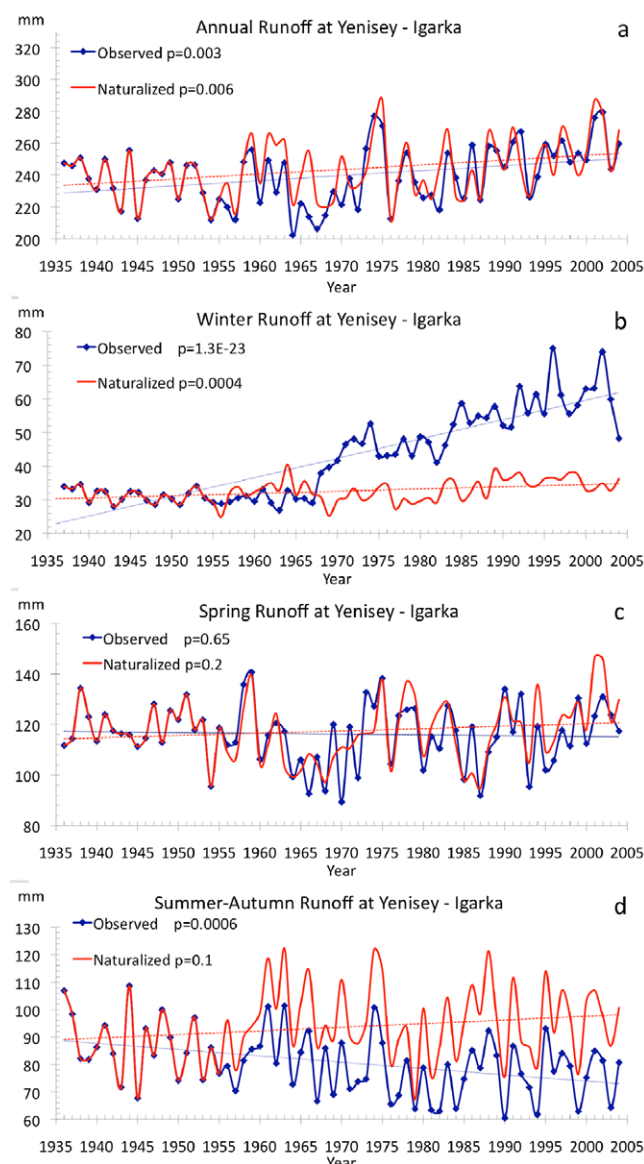 mm
Annual Runoff at Yenisey - Igarka
a
Observed p=0.003
Naturalized p=0.006
320
300
280
260
240
220
200
1935 1940 1945 1950 1955 1960 1965 1970 1975 1980 1985 1990 1995 2000 2005
Year
mm
Winter Runoff at Yenisey - Igarka
b
Observed p=1.3E-23
Naturalized p=0.0004
80
70
60
50
40
30
20
1935 1940 1945 1950 1955 1960 1965 1970 1975 1980 1985 1990 1995 2000 2005
Year
mm
Spring Runoff at Yenisey - Igarka
c
Observed p=0.65
Naturalized p=0.2
160
140
120
100
80
1935 1940 1945 1950 1955 1960 1965 1970 1975 1980 1985 1990 1995 2000 2005
Year
mm
Summer-Autumn Runoff at Yenisey - Igarka
d
Observed p=0.0006
Naturalized p=0.1
130
120
110
100
90
80
70
60
1935 1940 1945 1950 1955 1960 1965 1970 1975 1980 1985 1990 1995 2000 2005
Year